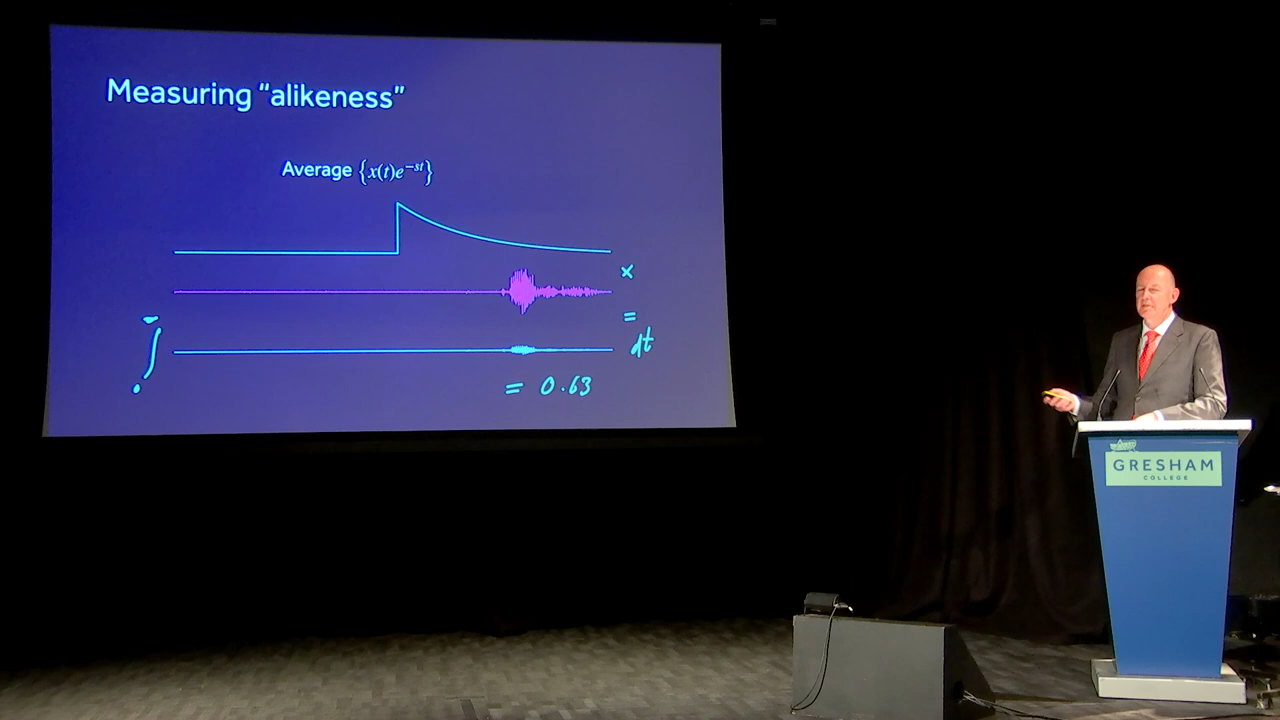 Measuring “alikeness”
Average {x(t)e^{-st}}
×
=
∫ dt
= 0.63
GRESHAM
COLLEGE